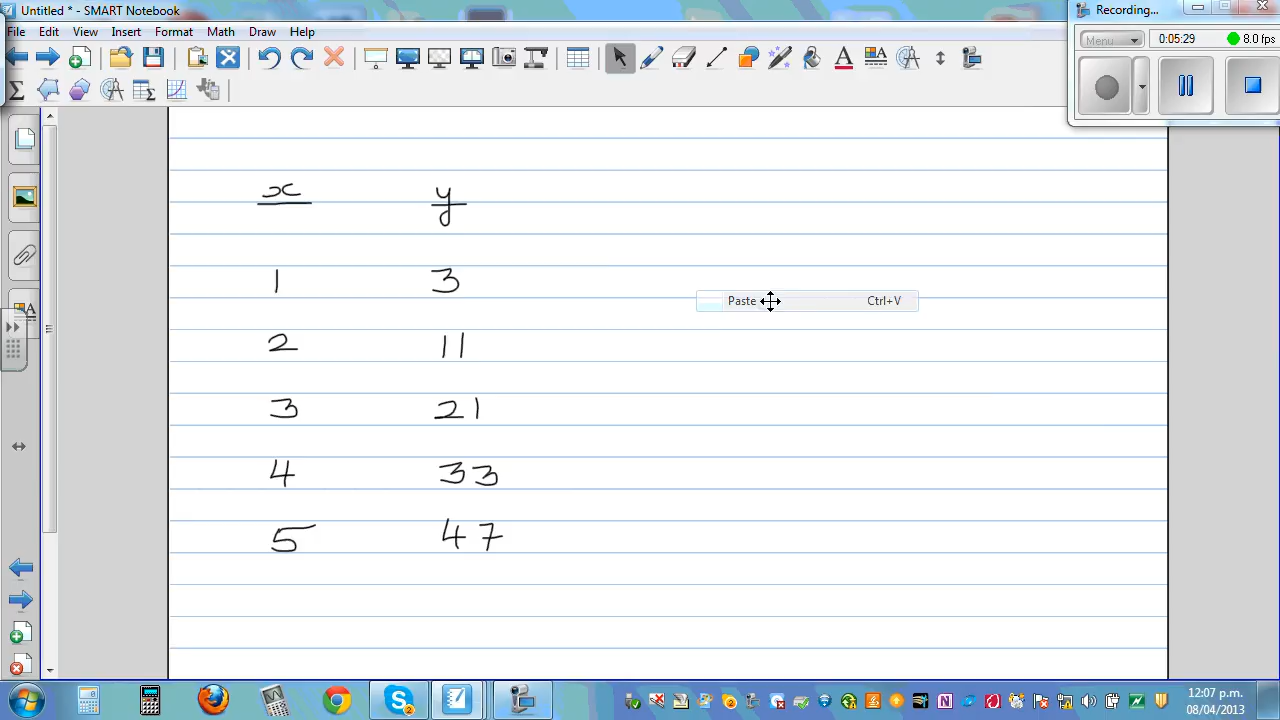 Untitled * - SMART Notebook
Recording...
File Edit View Insert Format Math Draw Help
Menu
0:05:29
8.0 fps
x y
1 3
Paste Ctrl+V
2 11
3 21
4 33
5 47
12:07 p.m.
08/04/2013